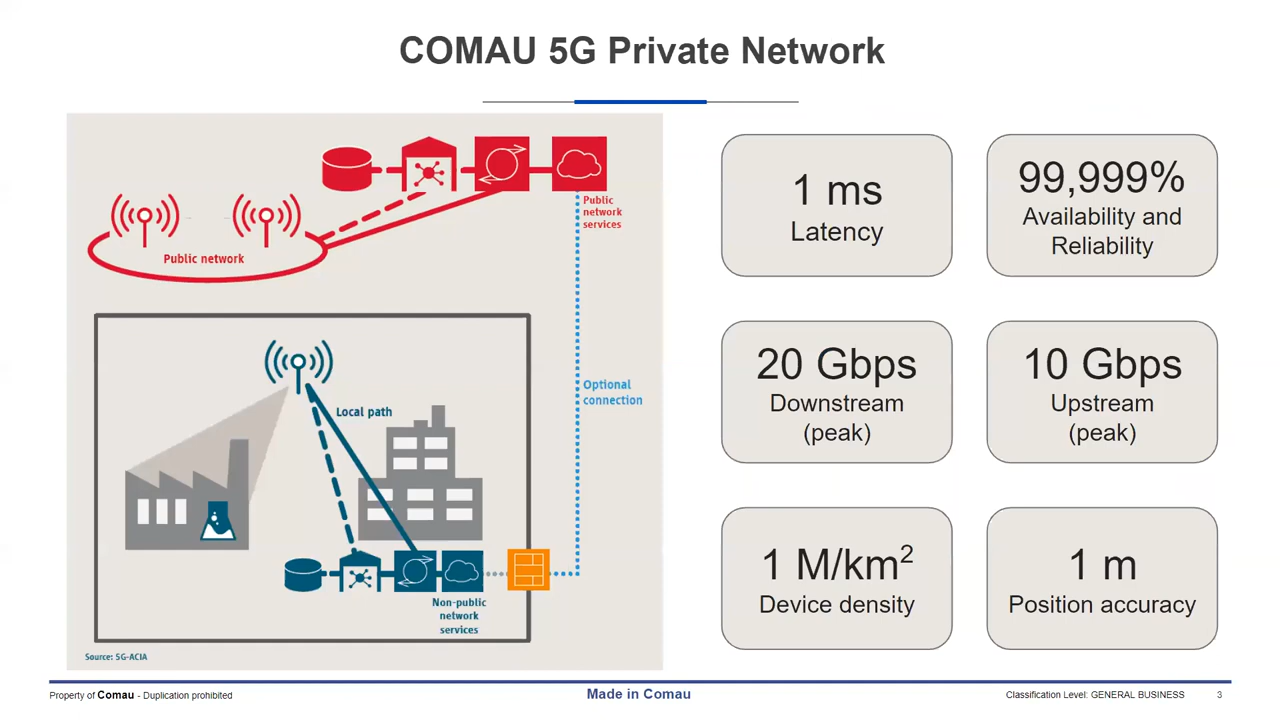 COMAU 5G Private Network
Public
network
services
Public network
Optional
connection
Local path
Non-public
network
services
Source: 5G-ACIA
1 ms
Latency
99,999%
Availability and
Reliability
20 Gbps
Downstream
(peak)
10 Gbps
Upstream
(peak)
1 M/km²
Device density
1 m
Position accuracy
Property of Comau - Duplication prohibited
Made in Comau
Classification Level: GENERAL BUSINESS
3